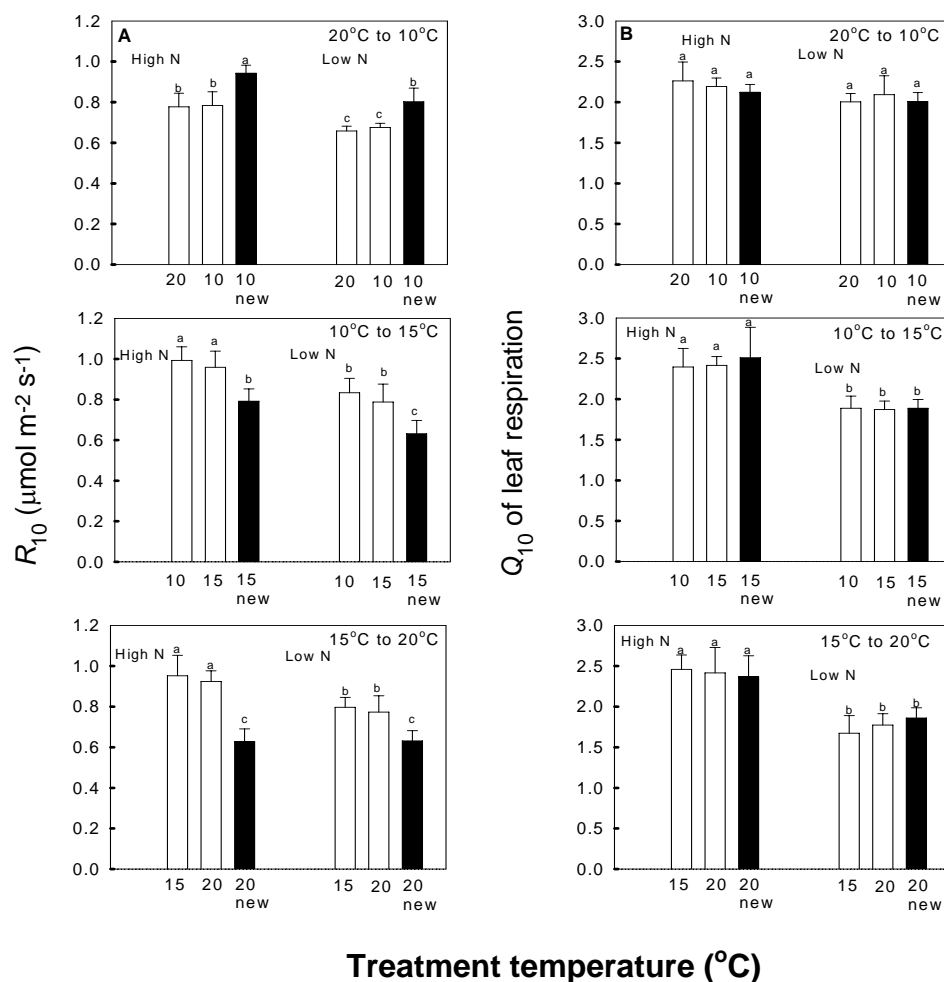 R10 (μmol m-2 s-1)
A
20°C to 10°C
High N
Low N
1.2
1.0
0.8
0.6
0.4
0.2
0.0
b b a c c b
20 10 10 20 10 10
new new
10°C to 15°C
High N
Low N
1.2
1.0
0.8
0.6
0.4
0.2
0.0
a a b b b c
10 15 15 10 15 15
new new
15°C to 20°C
High N
Low N
1.2
1.0
0.8
0.6
0.4
0.2
0.0
a a c b b c
15 20 20 15 20 20
new new
Q10 of leaf respiration
B
20°C to 10°C
High N
Low N
3.0
2.5
2.0
1.5
1.0
0.5
0.0
a a a a a a
20 10 10 20 10 10
new new
10°C to 15°C
High N
Low N
3.0
2.5
2.0
1.5
1.0
0.5
0.0
a a a b b b
10 15 15 10 15 15
new new
15°C to 20°C
High N
Low N
3.0
2.5
2.0
1.5
1.0
0.5
0.0
a a a b b b
15 20 20 15 20 20
new new
Treatment temperature (°C)